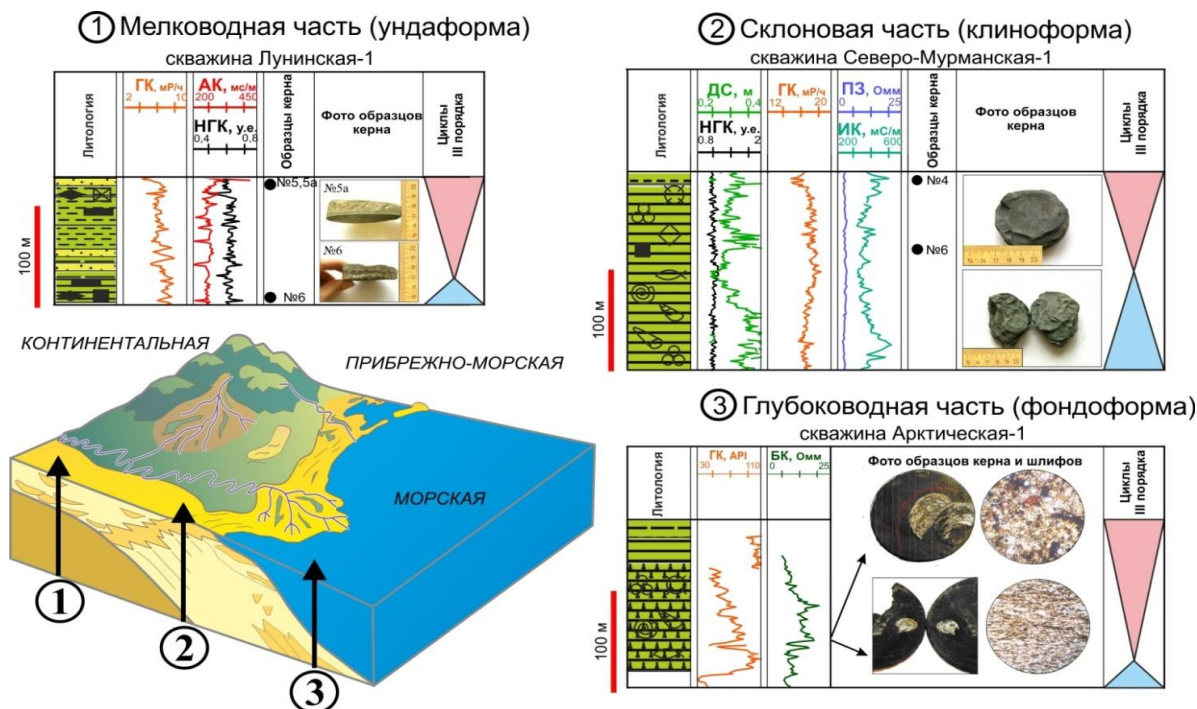 ① Мелководная часть (ундаформа)
скважина Лунинская-1
Литология
ГК, мР/ч
2 10
АК, мс/м
200 450
НГК, у.е.
0,4 0,8
Образцы керна
Фото образцов
керна
Циклы
III порядка
№5,5а
№6
№5а
№6
100 м
② Склоновая часть (клиноформа)
скважина Северо-Мурманская-1
Литология
ДС, м
0,2 0,4
НГК, у.е.
0.8 2
ГК, мР/ч
12 20
ПЗ, Омм
0 25
ИК, мС/м
200 600
Образцы керна
Фото образцов
керна
Циклы
III порядка
№4
№6
100 м
КОНТИНЕНТАЛЬНАЯ
ПРИБРЕЖНО-МОРСКАЯ
МОРСКАЯ
1
2
3
③ Глубоководная часть (фондоформа)
скважина Арктическая-1
Литология
ГК, API
30 110
БК, Омм
0 25
Фото образцов керна и шлифов
Циклы
III порядка
100 м